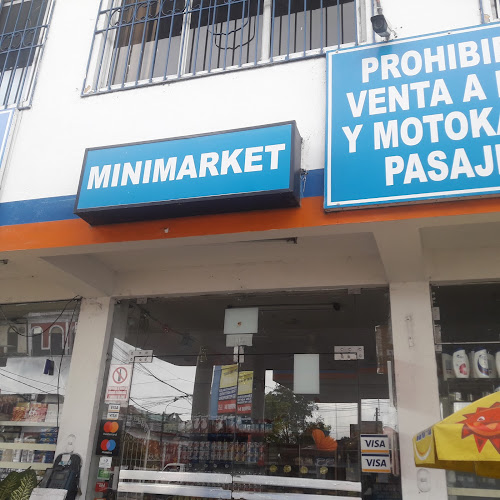 MINIMARKET
PROHIBI
VENTA A
Y MOTOKA
PASAJ
VISA
VISA